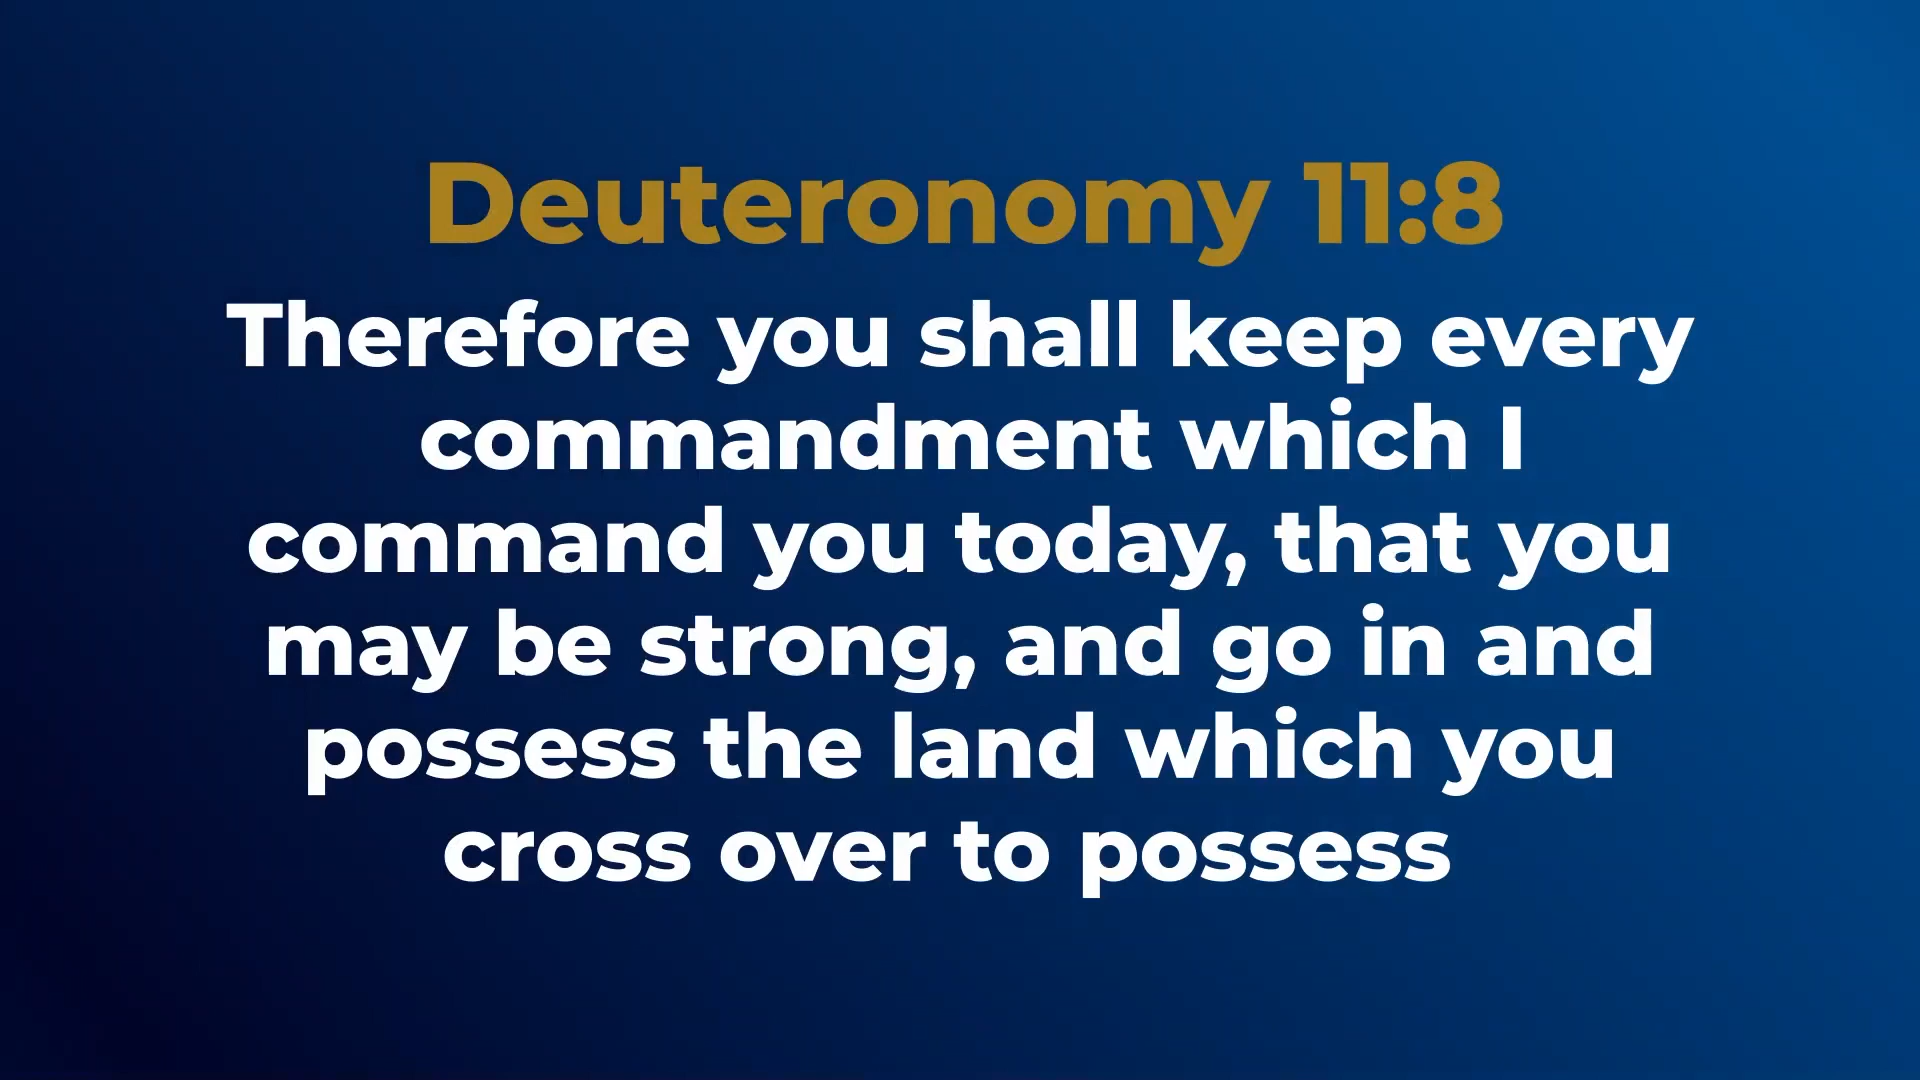 Deuteronomy 11:8
Therefore you shall keep every
commandment which I
command you today, that you
may be strong, and go in and
possess the land which you
cross over to possess